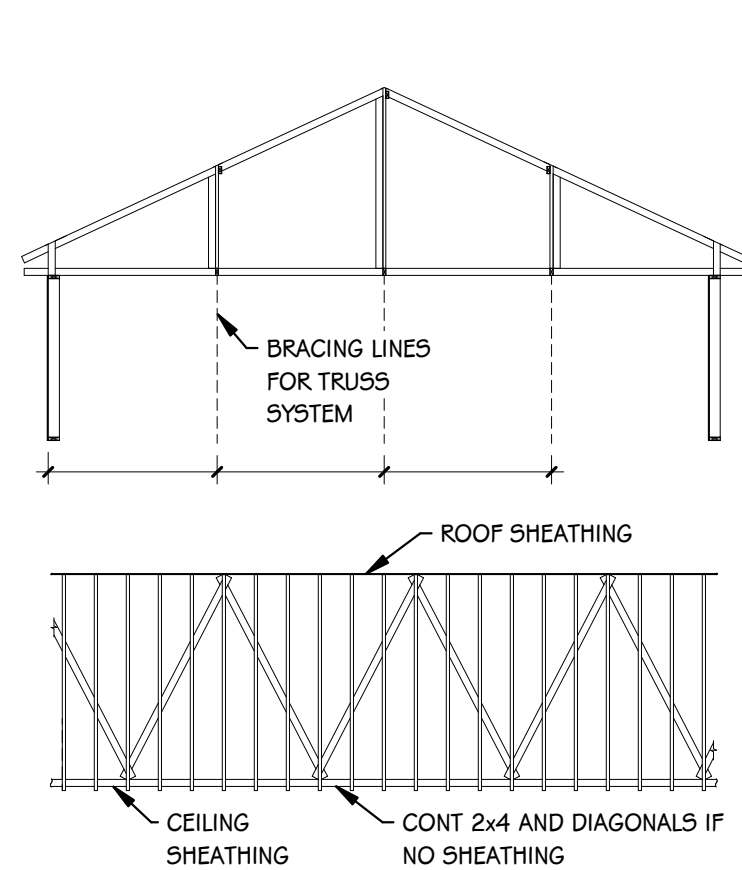 BRACING LINES
FOR TRUSS
SYSTEM
ROOF SHEATHING
CEILING
SHEATHING
CONT 2x4 AND DIAGONALS IF
NO SHEATHING